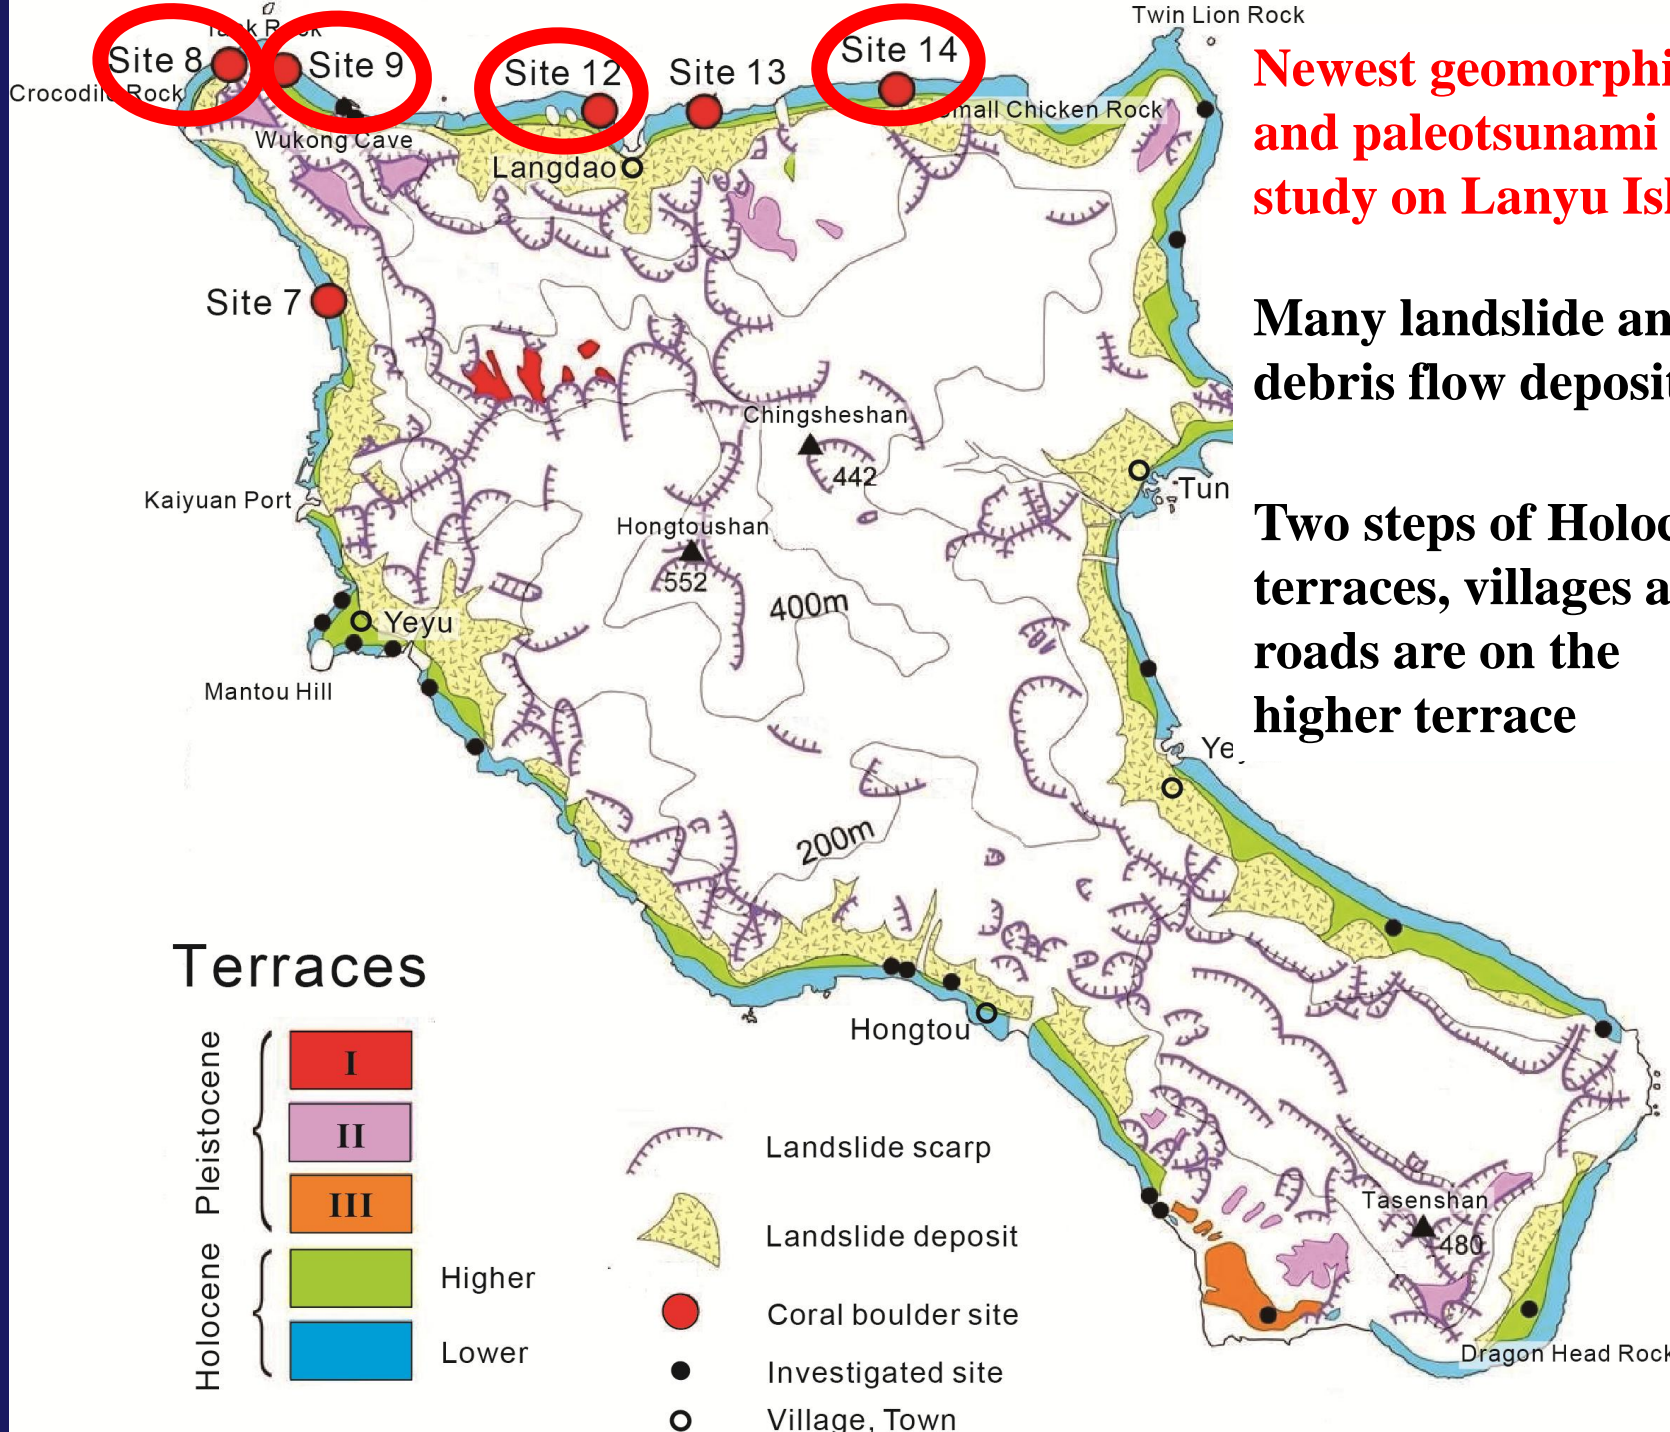 Twin Lion Rock
Site 8
Site 9
Site 12
Site 13
Site 14
Crocodile Rock
Small Chicken Rock
Wukong Cave
Langdao
Site 7
Chingsheshan
442
Kaiyuan Port
Hongtoushan
552
400m
Yeyu
Mantou Hill
200m
Hongtou
Tasenshan
480
Dragon Head Rock
Newest geomorphi
and paleotsunami
study on Lanyu Isl
Many landslide an
debris flow deposit
Two steps of Holoc
terraces, villages a
roads are on the
higher terrace
Terraces
Pleistocene
I
II
III
Holocene
Higher
Lower
Landslide scarp
Landslide deposit
Coral boulder site
Investigated site
Village, Town